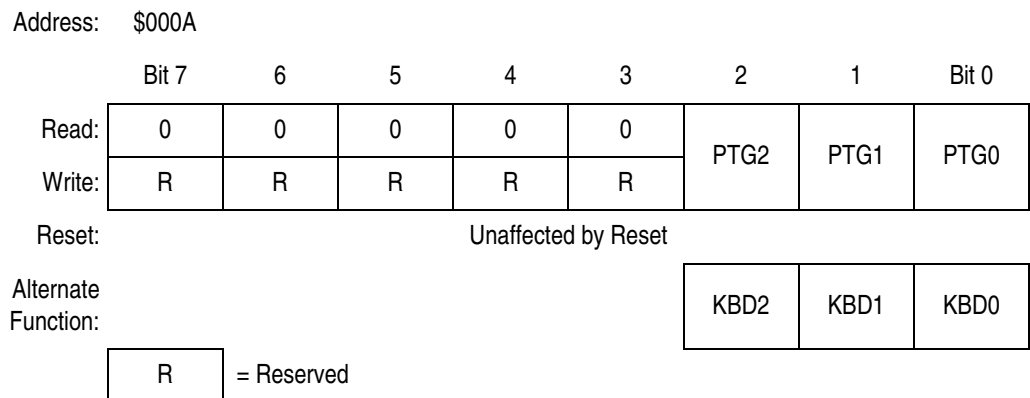 Address: $000A
Bit 7 6 5 4 3 2 1 Bit 0
Read: 0 0 0 0 0 PTG2 PTG1 PTG0
Write: R R R R R
Reset: Unaffected by Reset
Alternate Function: KBD2 KBD1 KBD0
R = Reserved